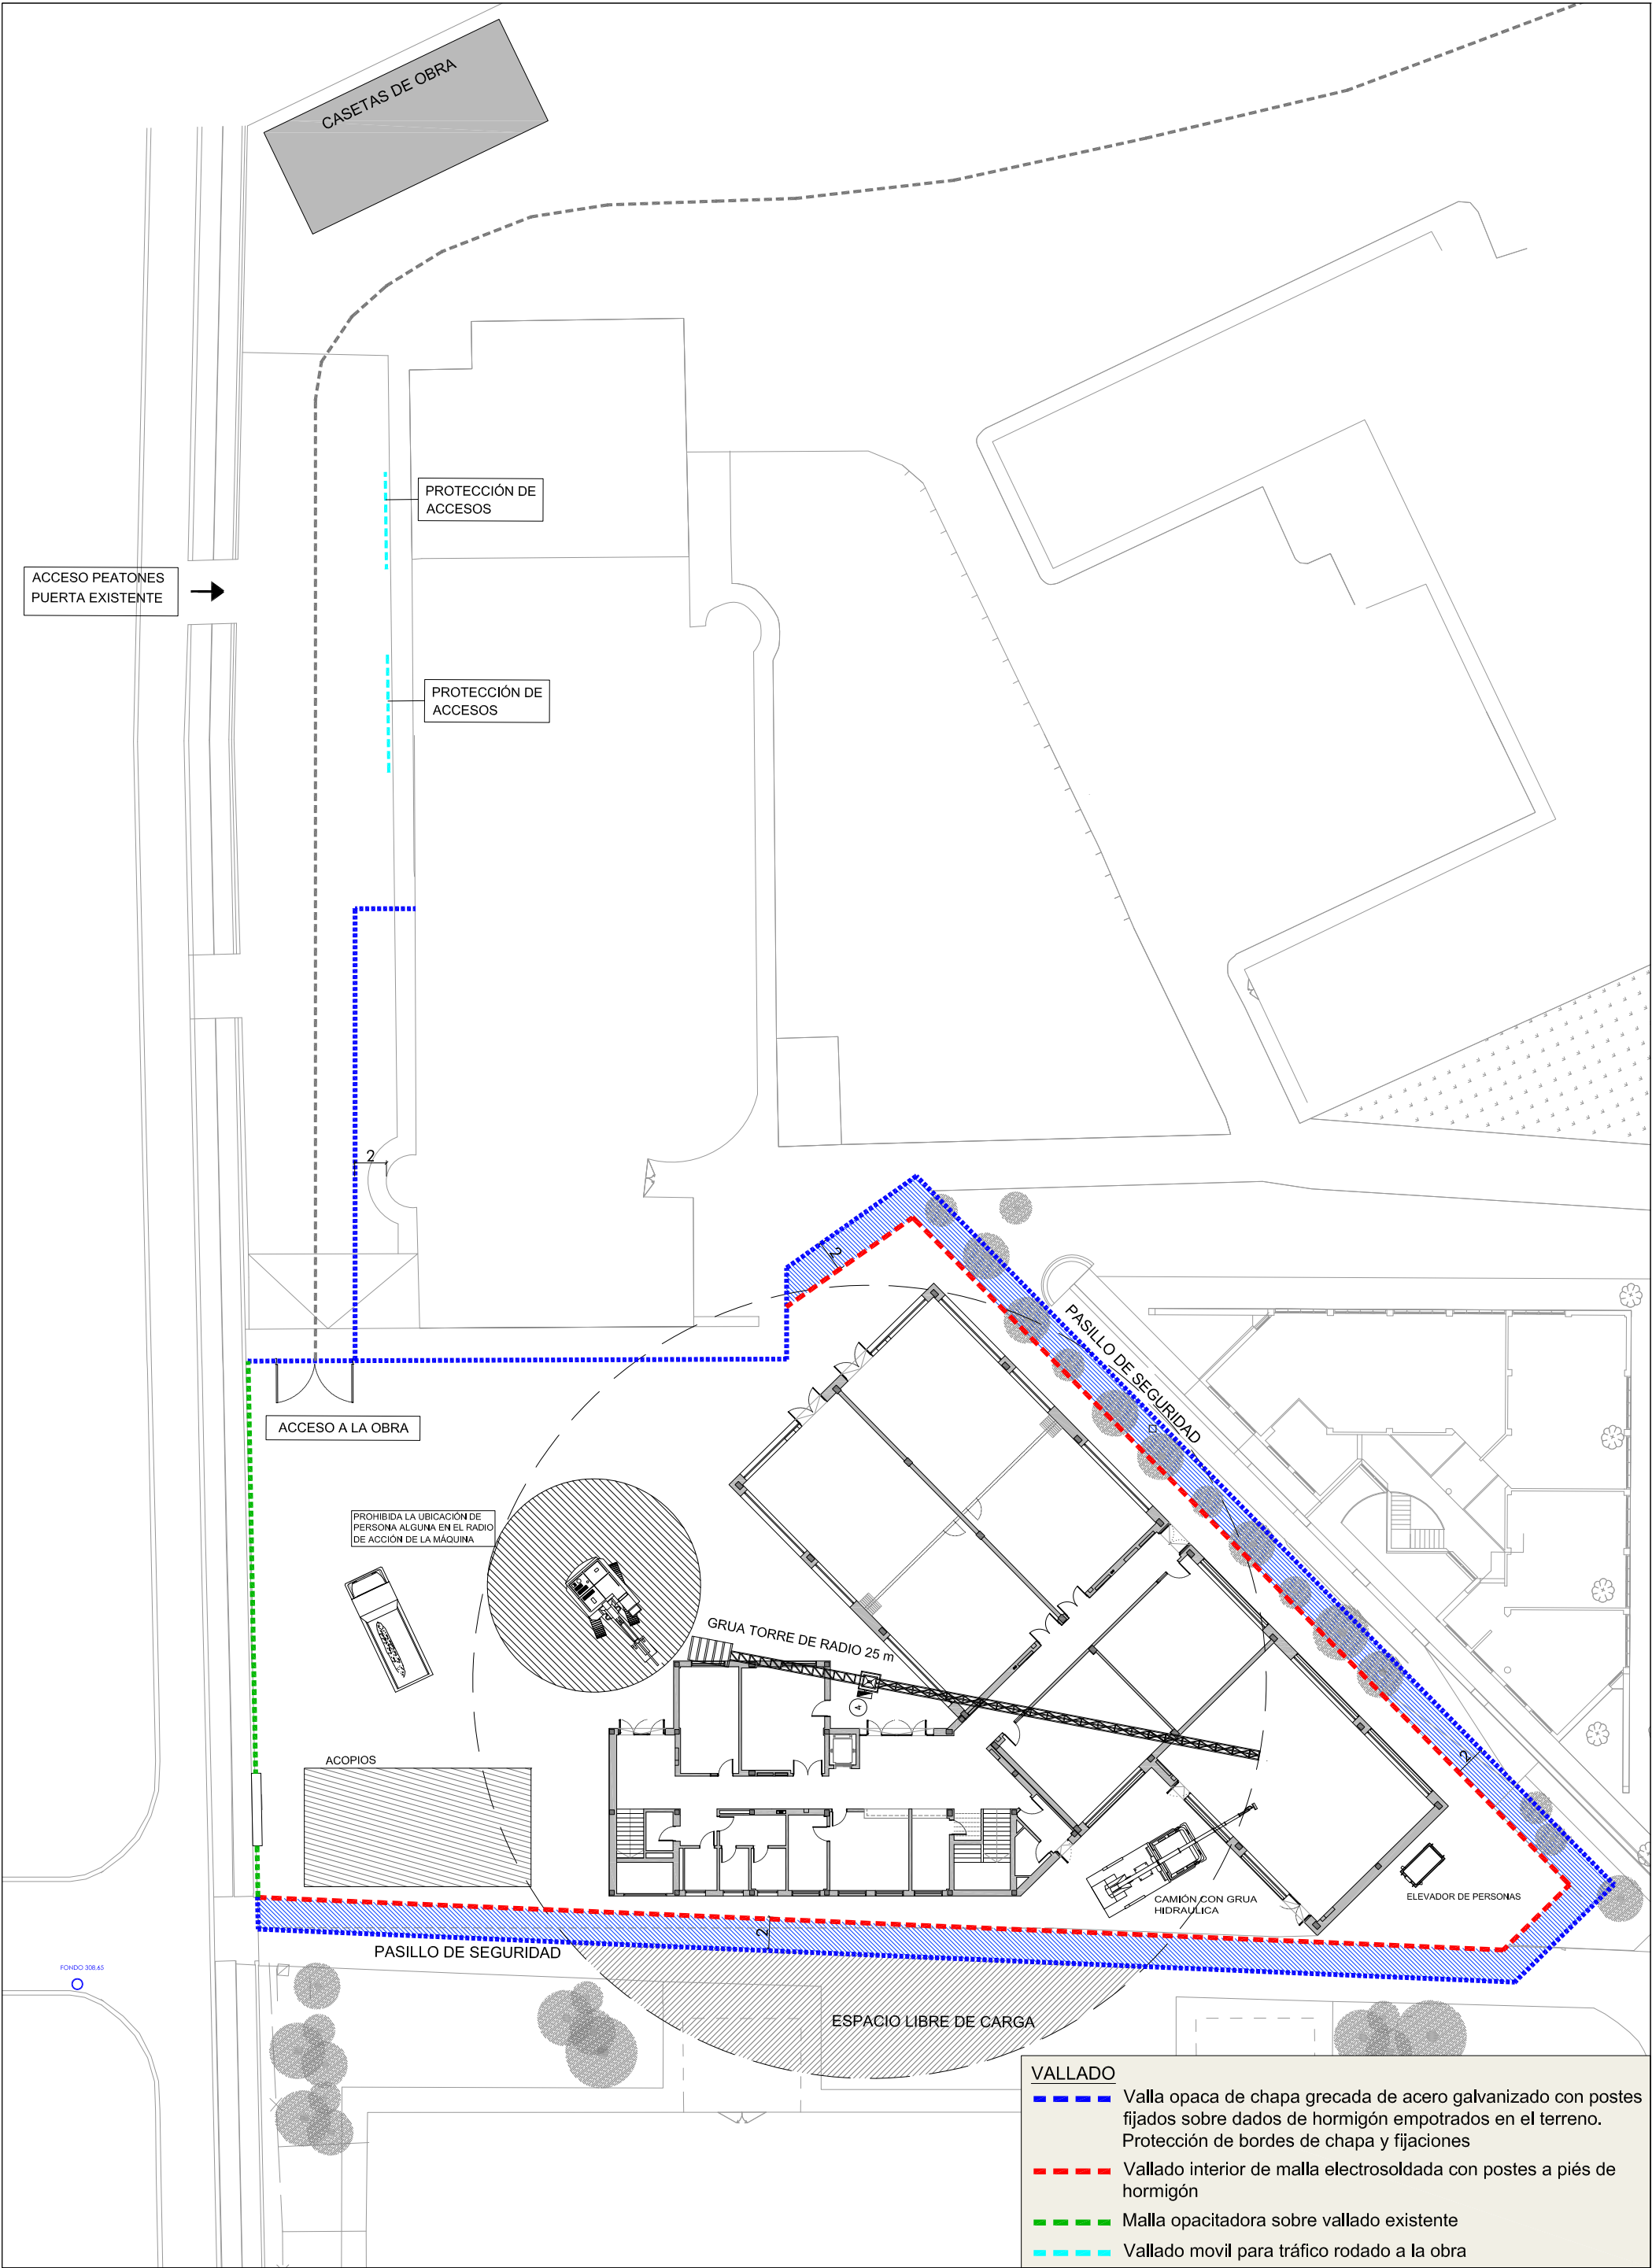 CASETAS DE OBRA
PROTECCIÓN DE
ACCESOS
ACCESO PEATONES
PUERTA EXISTENTE
PROTECCIÓN DE
ACCESOS
2
2
PASILLO DE SEGURIDAD
ACCESO A LA OBRA
PROHIBIDA LA UBICACIÓN DE
PERSONA ALGUNA EN EL RADIO
DE ACCIÓN DE LA MÁQUINA
GRUA TORRE DE RADIO 25 m
4
ACOPIOS
2
CAMIÓN CON GRUA
HIDRAULICA
ELEVADOR DE PERSONAS
2
PASILLO DE SEGURIDAD
FONDO 308.65
ESPACIO LIBRE DE CARGA
VALLADO
Valla opaca de chapa grecada de acero galvanizado con postes
fijados sobre dados de hormigón empotrados en el terreno.
Protección de bordes de chapa y fijaciones
Vallado interior de malla electrosoldada con postes a piés de
hormigón
Malla opacitadora sobre vallado existente
Vallado movil para tráfico rodado a la obra